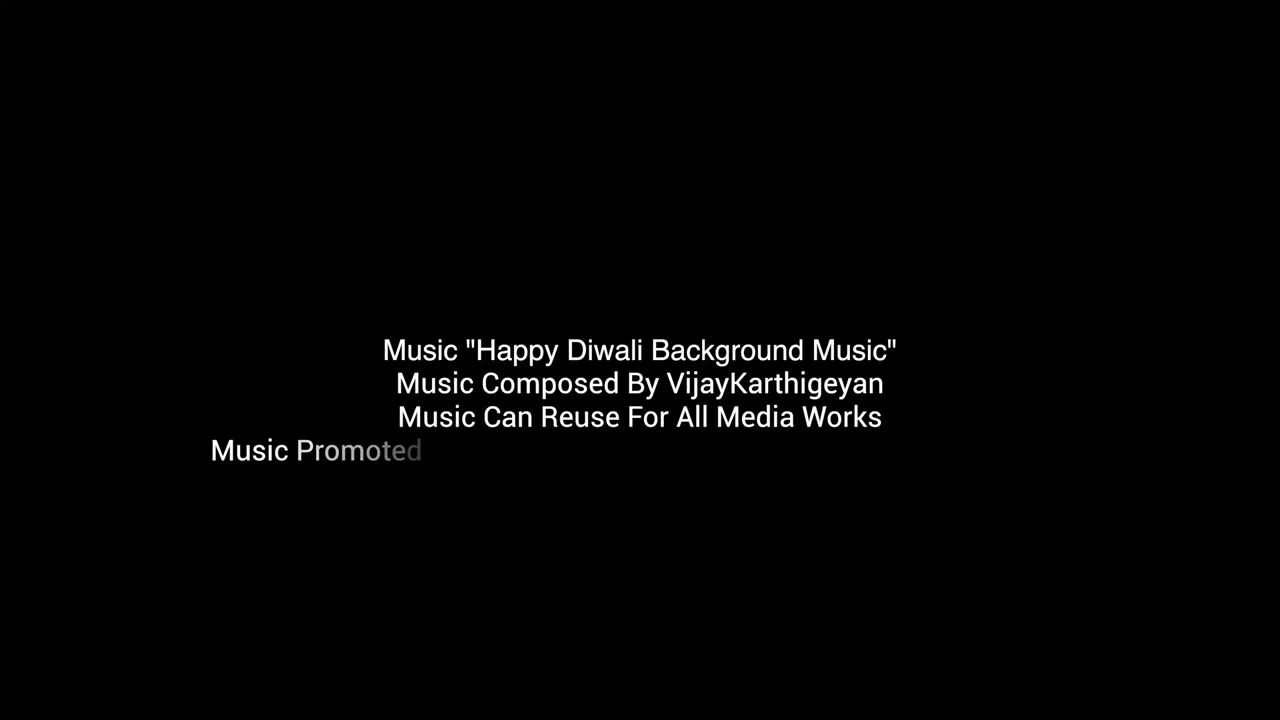 Music "Happy Diwali Background Music"
Music Composed By VijayKarthigeyan
Music Can Reuse For All Media Works
Music Promoted